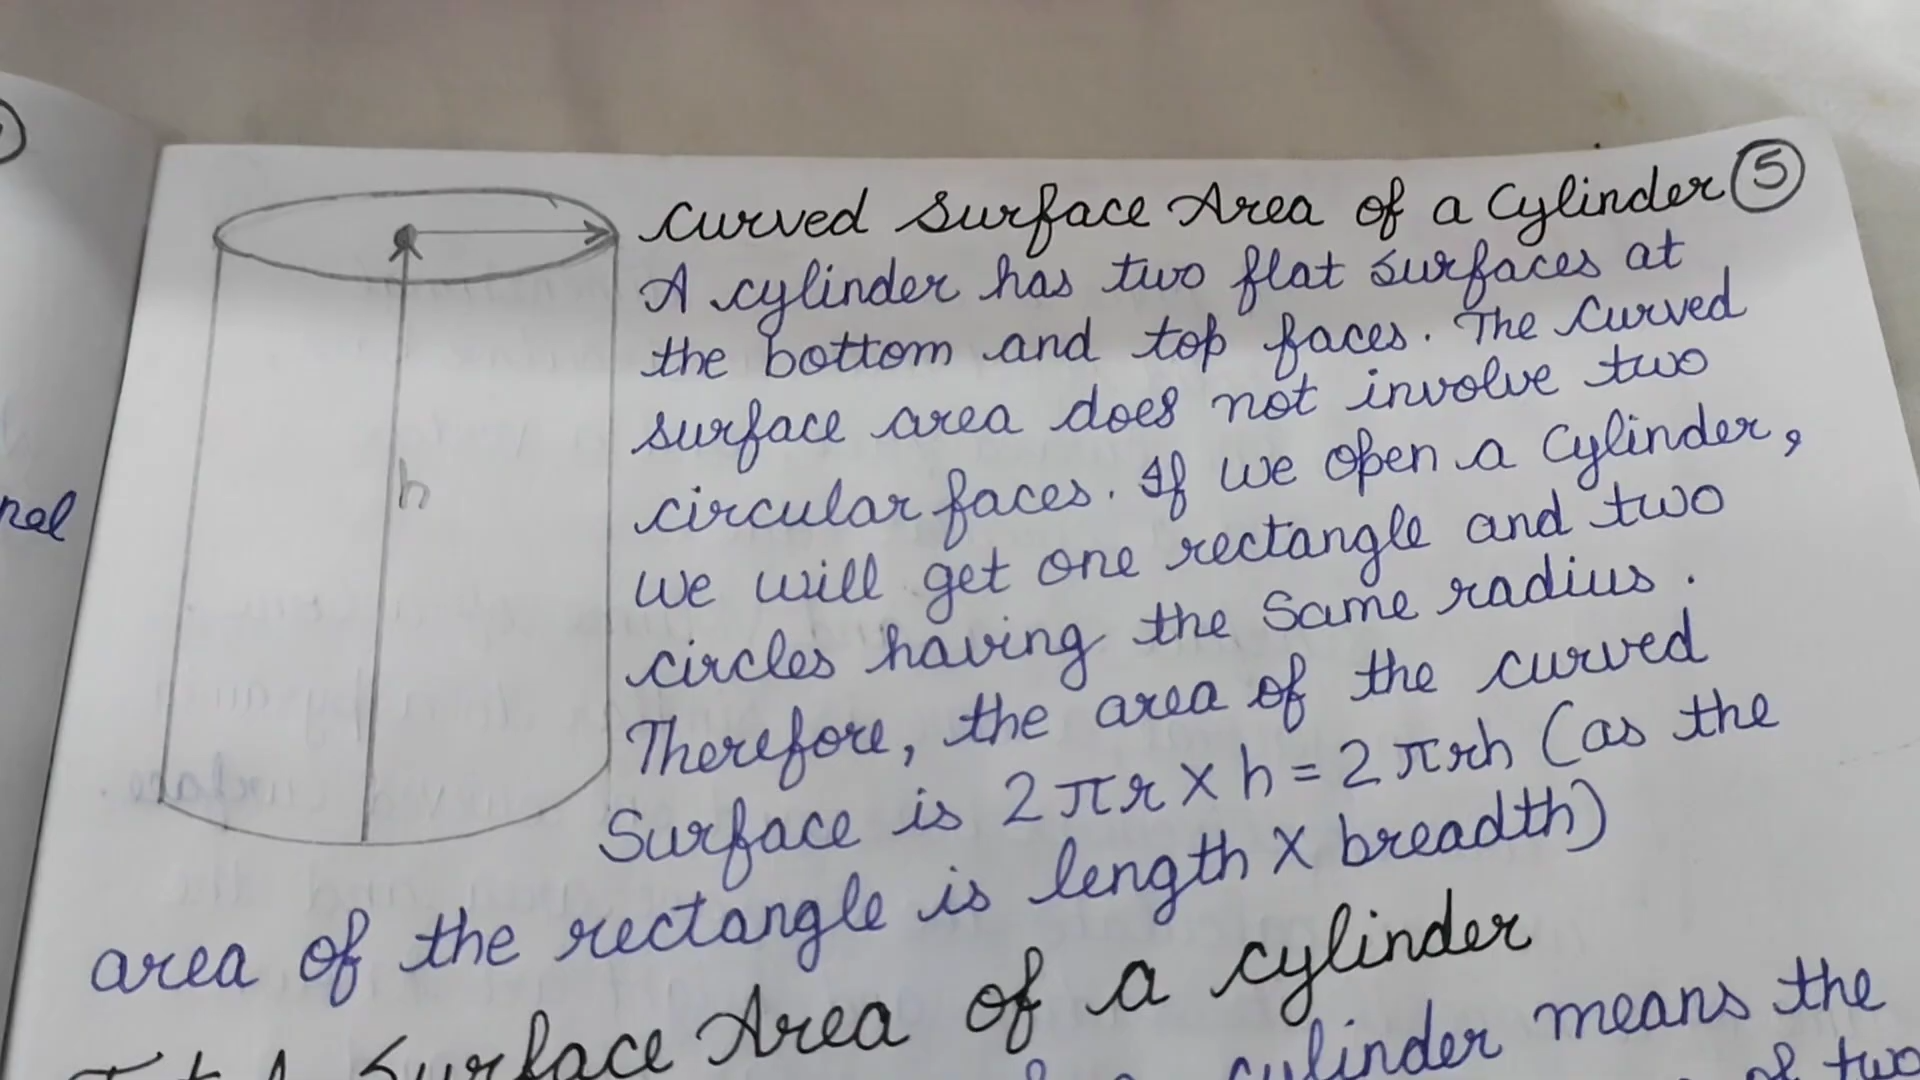 Curved Surface Area of a Cylinder 5
A cylinder has two flat surfaces at
the bottom and top faces. The curved
surface area does not involve two
circular faces. If we open a cylinder,
we will get one rectangle and two
circles having the same radius.
Therefore, the area of the curved
Surface is 2πr x h = 2πrh (as the
area of the rectangle is length x breadth)
h
Surface Area of a cylinder
cylinder means the
of two